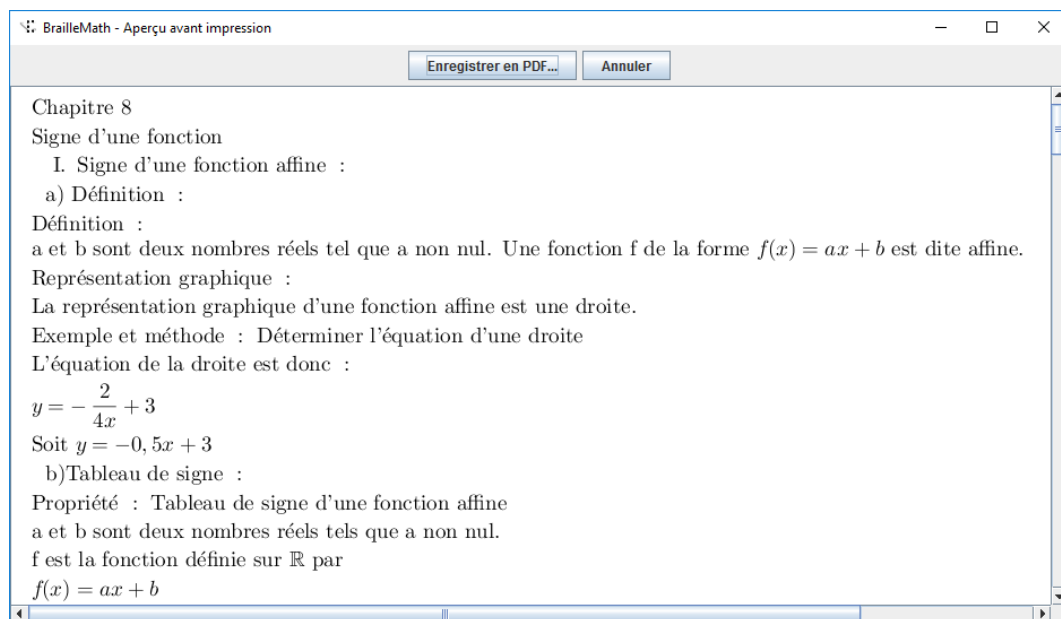 BrailleMath - Aperçu avant impression
Enregistrer en PDF... Annuler
Chapitre 8
Signe d'une fonction
I. Signe d'une fonction affine :
a) Définition :
Définition :
a et b sont deux nombres réels tel que a non nul. Une fonction f de la forme f(x) = ax + b est dite affine.
Représentation graphique :
La représentation graphique d'une fonction affine est une droite.
Exemple et méthode : Déterminer l'équation d'une droite
L'équation de la droite est donc :
y = − 2/4x + 3
Soit y = −0, 5x + 3
b)Tableau de signe :
Propriété : Tableau de signe d'une fonction affine
a et b sont deux nombres réels tels que a non nul.
f est la fonction définie sur ℝ par
f(x) = ax + b